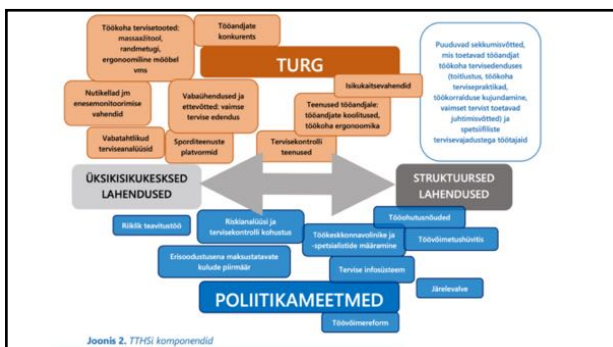 Töökoha tervisetooted:
massaažitool,
randmetugi,
ergonoomiline mööbel
vms
Tööandjate
konkurents
TURG
Isikukaitsevahendid
Nutikellad jm
enesemonitoorimise
vahendid
Vabaühendused ja
ettevõtted: vaimse
tervise edendus
Teenused tööandjale:
tööandjate koolitused,
töökoha ergonoomika
Vabatahtlikud
terviseanalüüsid
Sporditeenuste
platvormid
Tervisekontrolli
teenused
Puuduvad sekkumisvõtted,
mis toetavad tööandjat
töökoha tervisedenduses
(toitlustus, töökoha
tervisepraktikad,
töökorralduse kujundamine,
vaimset tervist toetavad
juhtimisvõtted) ja
spetsiifiliste
tervisevajadustega töötajaid
ÜKSIKISIKUKESKSED
LAHENDUSED
STRUKTUURSED
LAHENDUSED
Riiklik teavitustöö
Riskianalüüsi ja
tervisekontrolli kohustus
Tööohutusnõuded
Töökeskkonnavolinike ja
-spetsialistide määramine
Töövõimetushüvitis
Erisoodustusena maksustatavate
kulude piirmäär
Tervise infosüsteem
Järelevalve
POLIITIKAMEETMED
Töövõimereform
Joonis 2. TTHSi komponendid